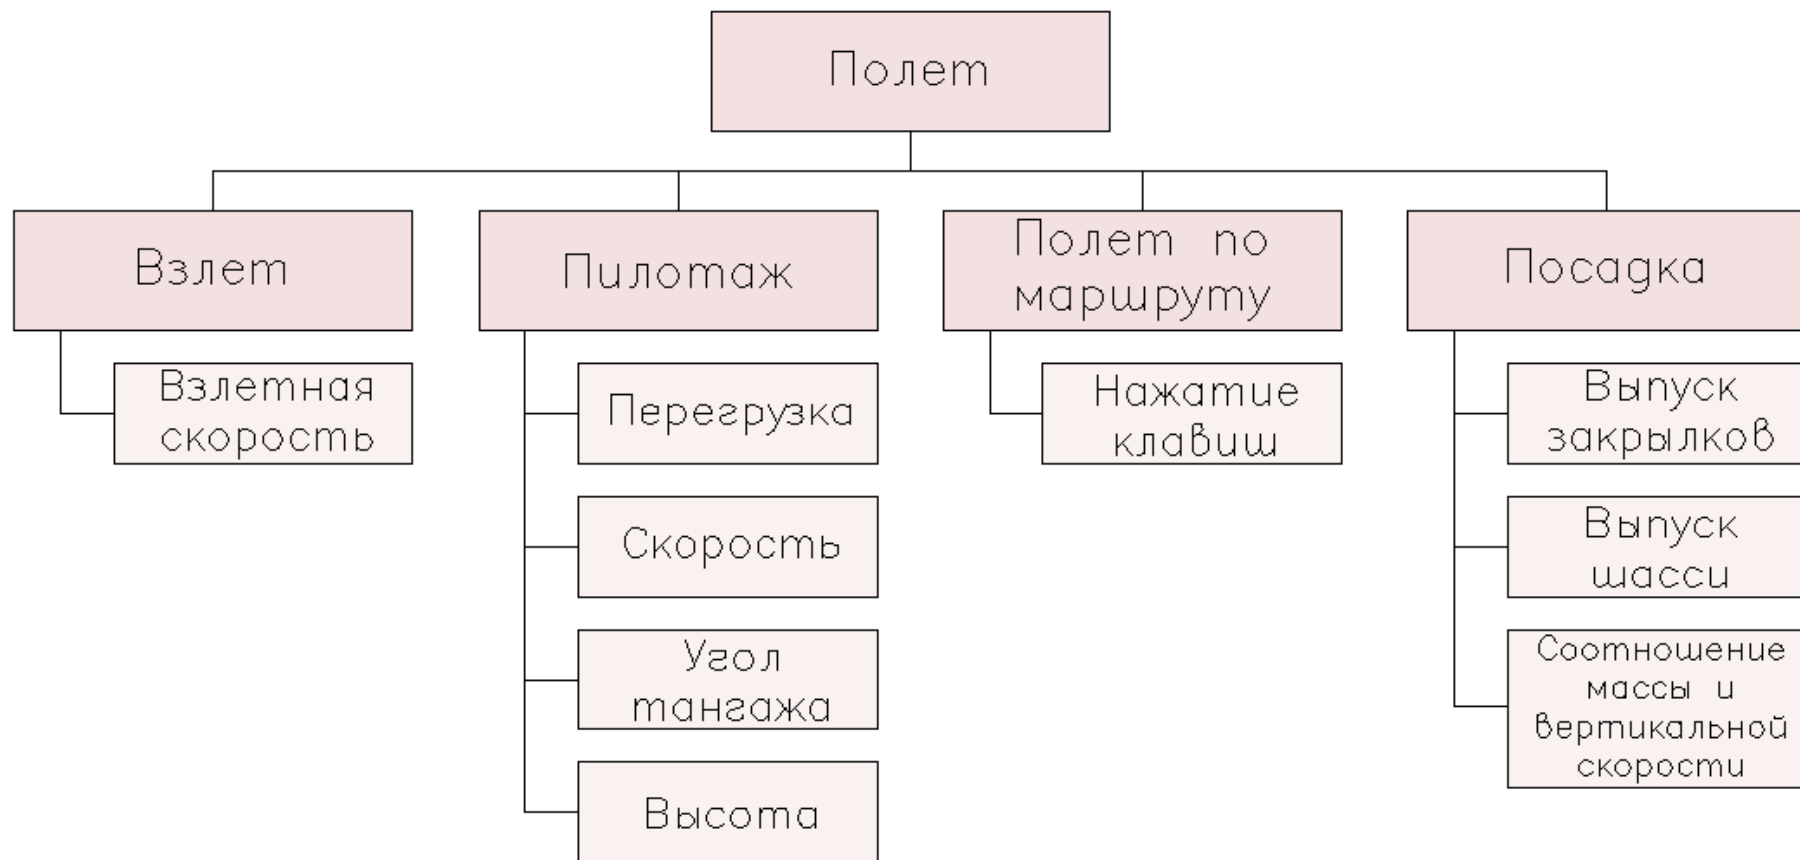 Полет
Взлет
Пилотаж
Полет по
маршруту
Посадка
Взлетная
скорость
Перегрузка
Скорость
Угол
тангажа
Высота
Нажатие
клавиш
Выпуск
закрылков
Выпуск
шасси
Соотношение
массы и
вертикальной
скорости